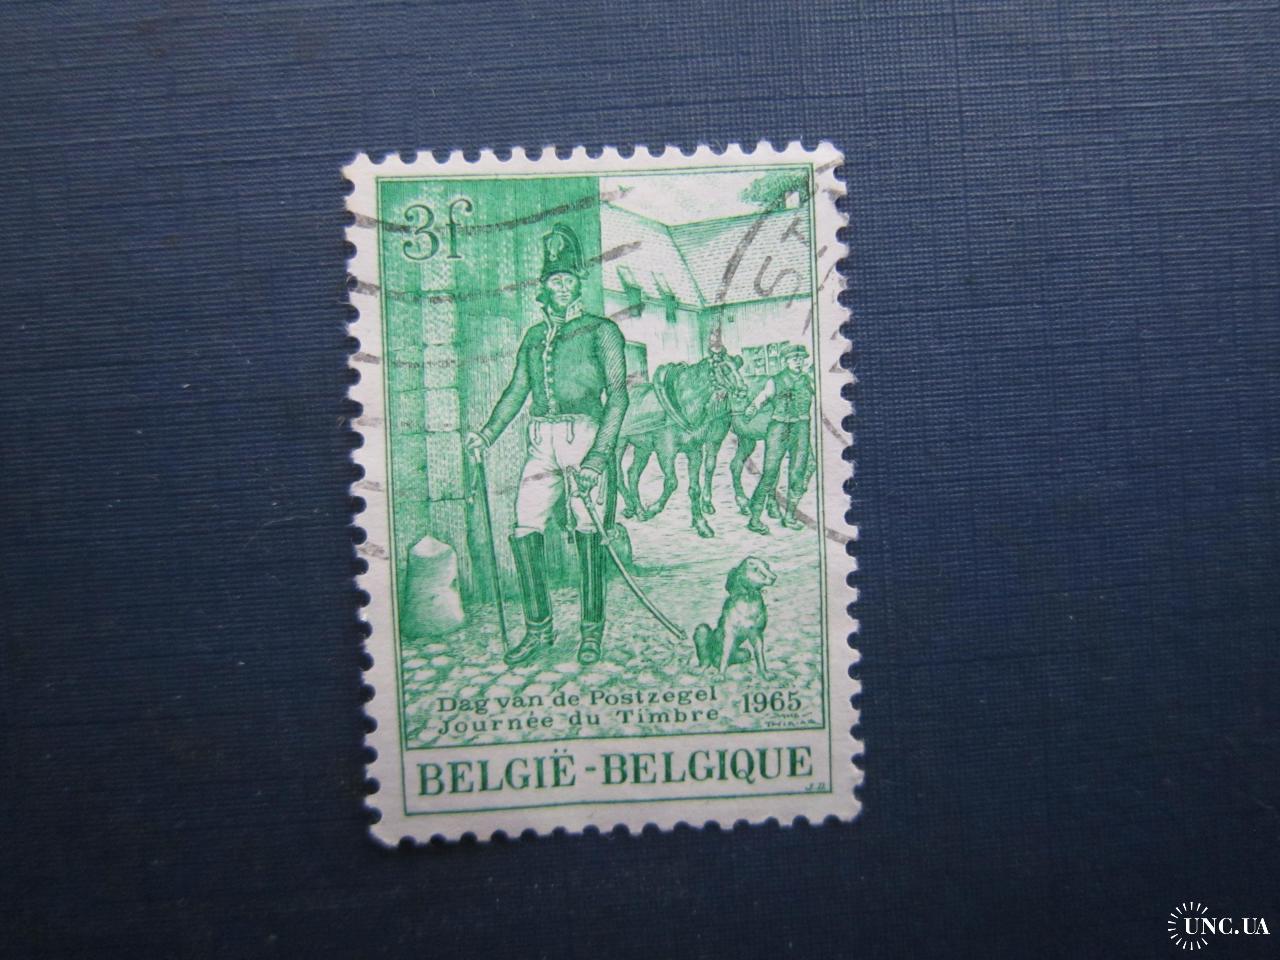 3f
Dag van de Postzegel 1965
Journée du Timbre
BELGIË - BELGIQUE
J.D.
UNC.UA